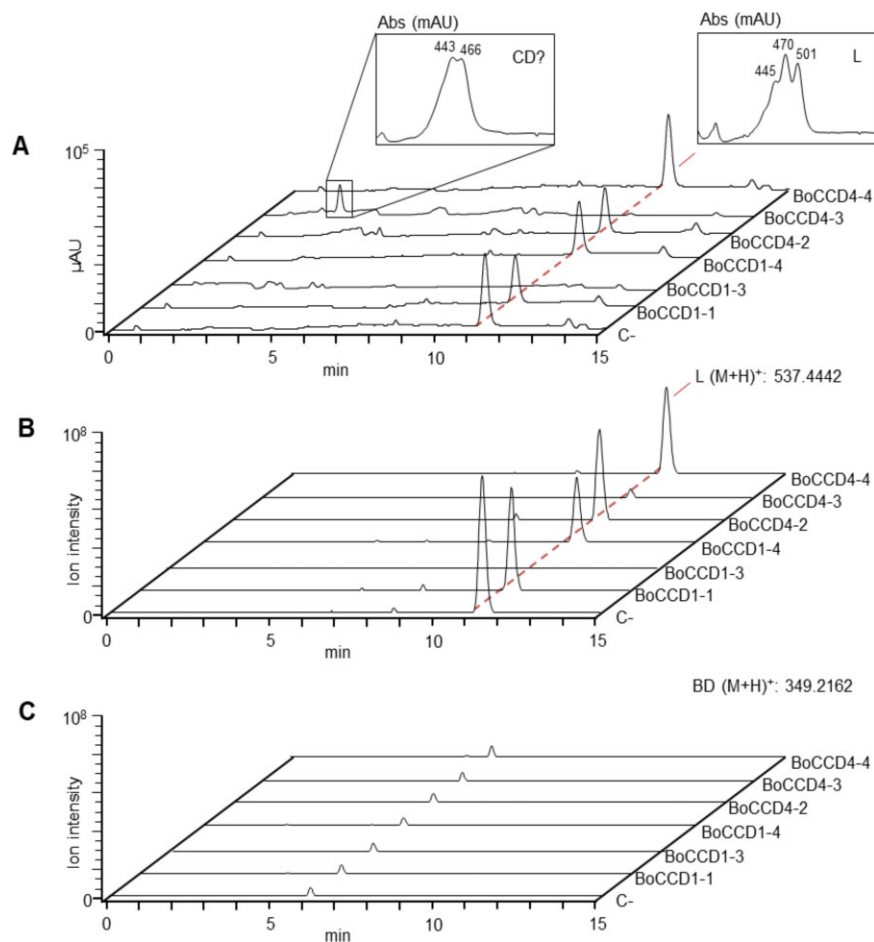 Abs (mAU)
443 466
CD?
Abs (mAU)
445 470 501
L
A
10⁵
µAU
0
BoCCD4-4
BoCCD4-3
BoCCD4-2
BoCCD1-4
BoCCD1-3
BoCCD1-1
C-
0 5 10 15
min
L (M+H)⁺: 537.4442
B
10⁸
Ion intensity
0
BoCCD4-4
BoCCD4-3
BoCCD4-2
BoCCD1-4
BoCCD1-3
BoCCD1-1
C-
0 5 10 15
min
BD (M+H)⁺: 349.2162
C
10⁸
Ion intensity
0
BoCCD4-4
BoCCD4-3
BoCCD4-2
BoCCD1-4
BoCCD1-3
BoCCD1-1
C-
0 5 10 15
min